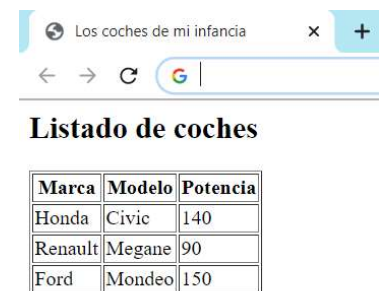 Los coches de mi infancia
Listado de coches
Marca Modelo Potencia
Honda Civic 140
Renault Megane 90
Ford Mondeo 150